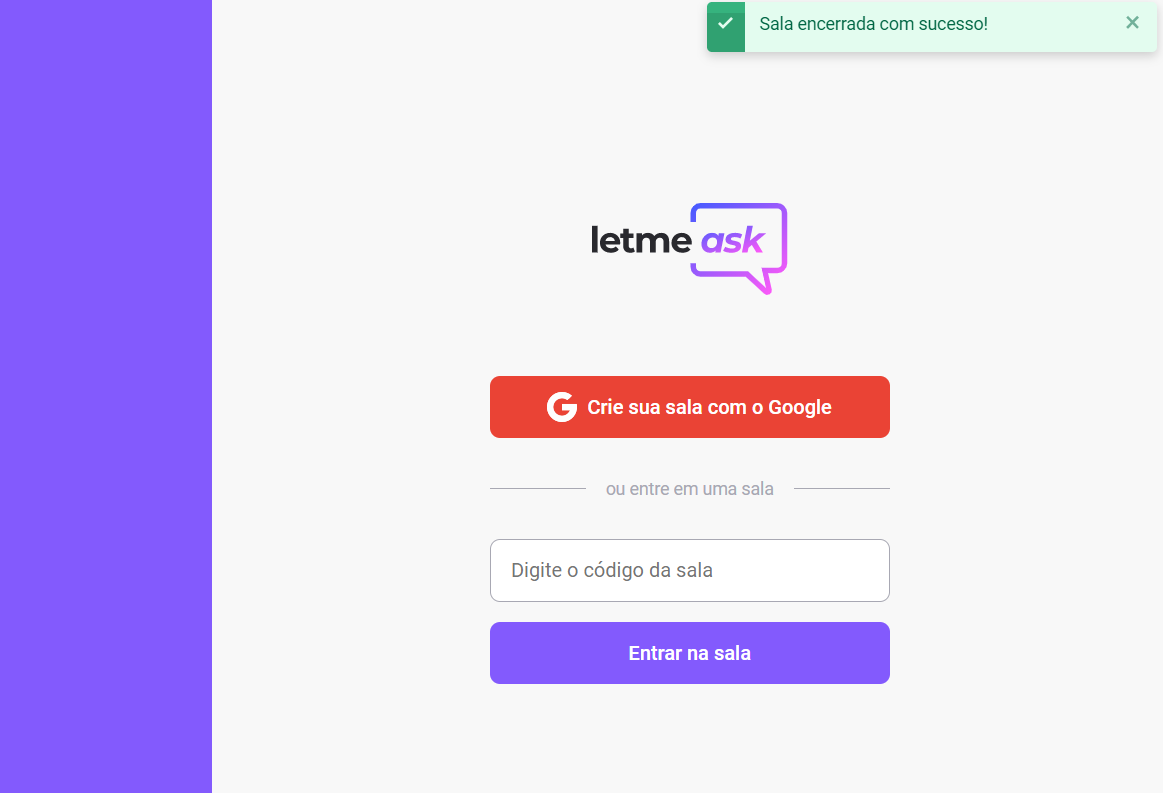 Sala encerrada com sucesso!
letme ask
Crie sua sala com o Google
ou entre em uma sala
Digite o código da sala
Entrar na sala